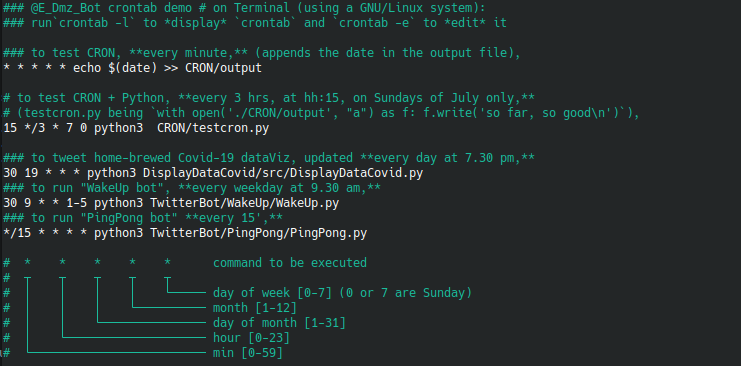 ### @E_Dmz_Bot crontab demo # on Terminal (using a GNU/Linux system):
### run`crontab -l` to *display* `crontab` and `crontab -e` to *edit* it
### to test CRON, **every minute,** (appends the date in the output file),
* * * * * echo $(date) >> CRON/output
# to test CRON + Python, **every 3 hrs, at hh:15, on Sundays of July only,**
# (testcron.py being `with open('./CRON/output', "a") as f: f.write('so far, so good\n')`),
15 */3 * 7 0 python3  CRON/testcron.py
### to tweet home-brewed Covid-19 dataViz, updated **every day at 7.30 pm,**
30 19 * * * python3 DisplayDataCovid/src/DisplayDataCovid.py
### to run "WakeUp bot", **every weekday at 9.30 am,**
30 9 * * 1-5 python3 TwitterBot/WakeUp/WakeUp.py
### to run "PingPong bot" **every 15',**
*/15 * * * * python3 TwitterBot/PingPong/PingPong.py
#  *    *    *    *    *      command to be executed
#
#  day of week [0-7] (0 or 7 are Sunday)
#  month [1-12]
#  day of month [1-31]
#  hour [0-23]
#  min [0-59]